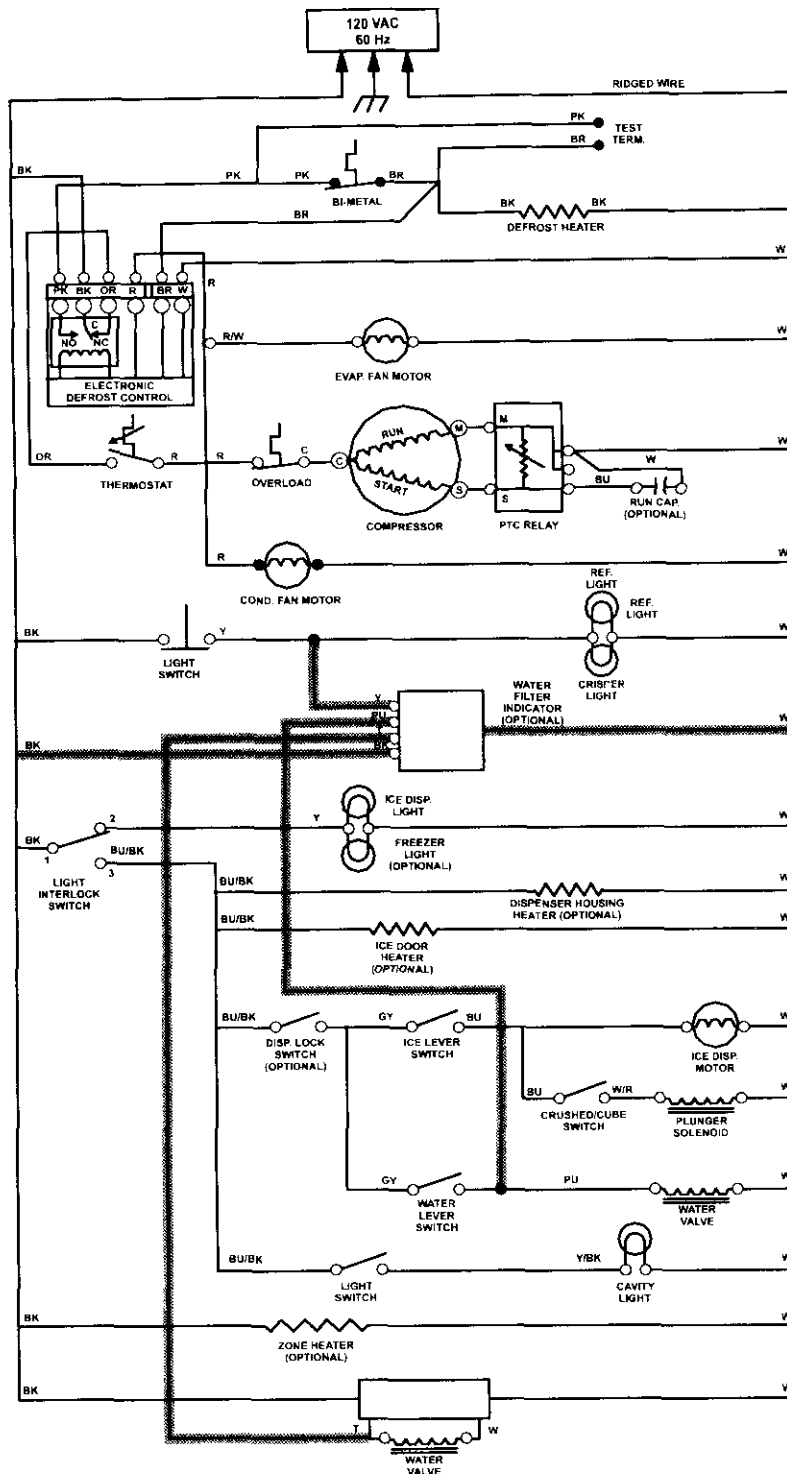 120 VAC
60 Hz
RIDGED WIRE
PK
TEST
TERM.
BR
BK
PK
PK
BR
BI-METAL
BK
BK
DEFROST HEATER
BR
W
PK BK OR R BR W
R
C
NO NC
R/W
W
EVAP. FAN MOTOR
ELECTRONIC
DEFROST CONTROL
OR
R
R
C
C
RUN
START
M
S
M
S
W
W
BU
THERMOSTAT
OVERLOAD
COMPRESSOR
PTC RELAY
RUN CAP.
(OPTIONAL)
R
W
COND. FAN MOTOR
REF.
LIGHT
REF.
LIGHT
BK
Y
W
LIGHT
SWITCH
CRISPER
LIGHT
Y
PU
BK
WATER
FILTER
INDICATOR
(OPTIONAL)
W
BK
ICE DISP.
LIGHT
2
Y
W
BK
1
BU/BK
3
FREEZER
LIGHT
(OPTIONAL)
LIGHT
INTERLOCK
SWITCH
BU/BK
W
DISPENSER HOUSING
HEATER (OPTIONAL)
BU/BK
W
ICE DOOR
HEATER
(OPTIONAL)
BU/BK
GY
BU
W
DISP. LOCK
SWITCH
(OPTIONAL)
ICE LEVER
SWITCH
ICE DISP.
MOTOR
BU
W/R
W
CRUSHED/CUBE
SWITCH
PLUNGER
SOLENOID
GY
PU
W
WATER
LEVER
SWITCH
WATER
VALVE
BU/BK
Y/BK
W
LIGHT
SWITCH
CAVITY
LIGHT
BK
W
ZONE HEATER
(OPTIONAL)
BK
W
T
W
WATER
VALVE